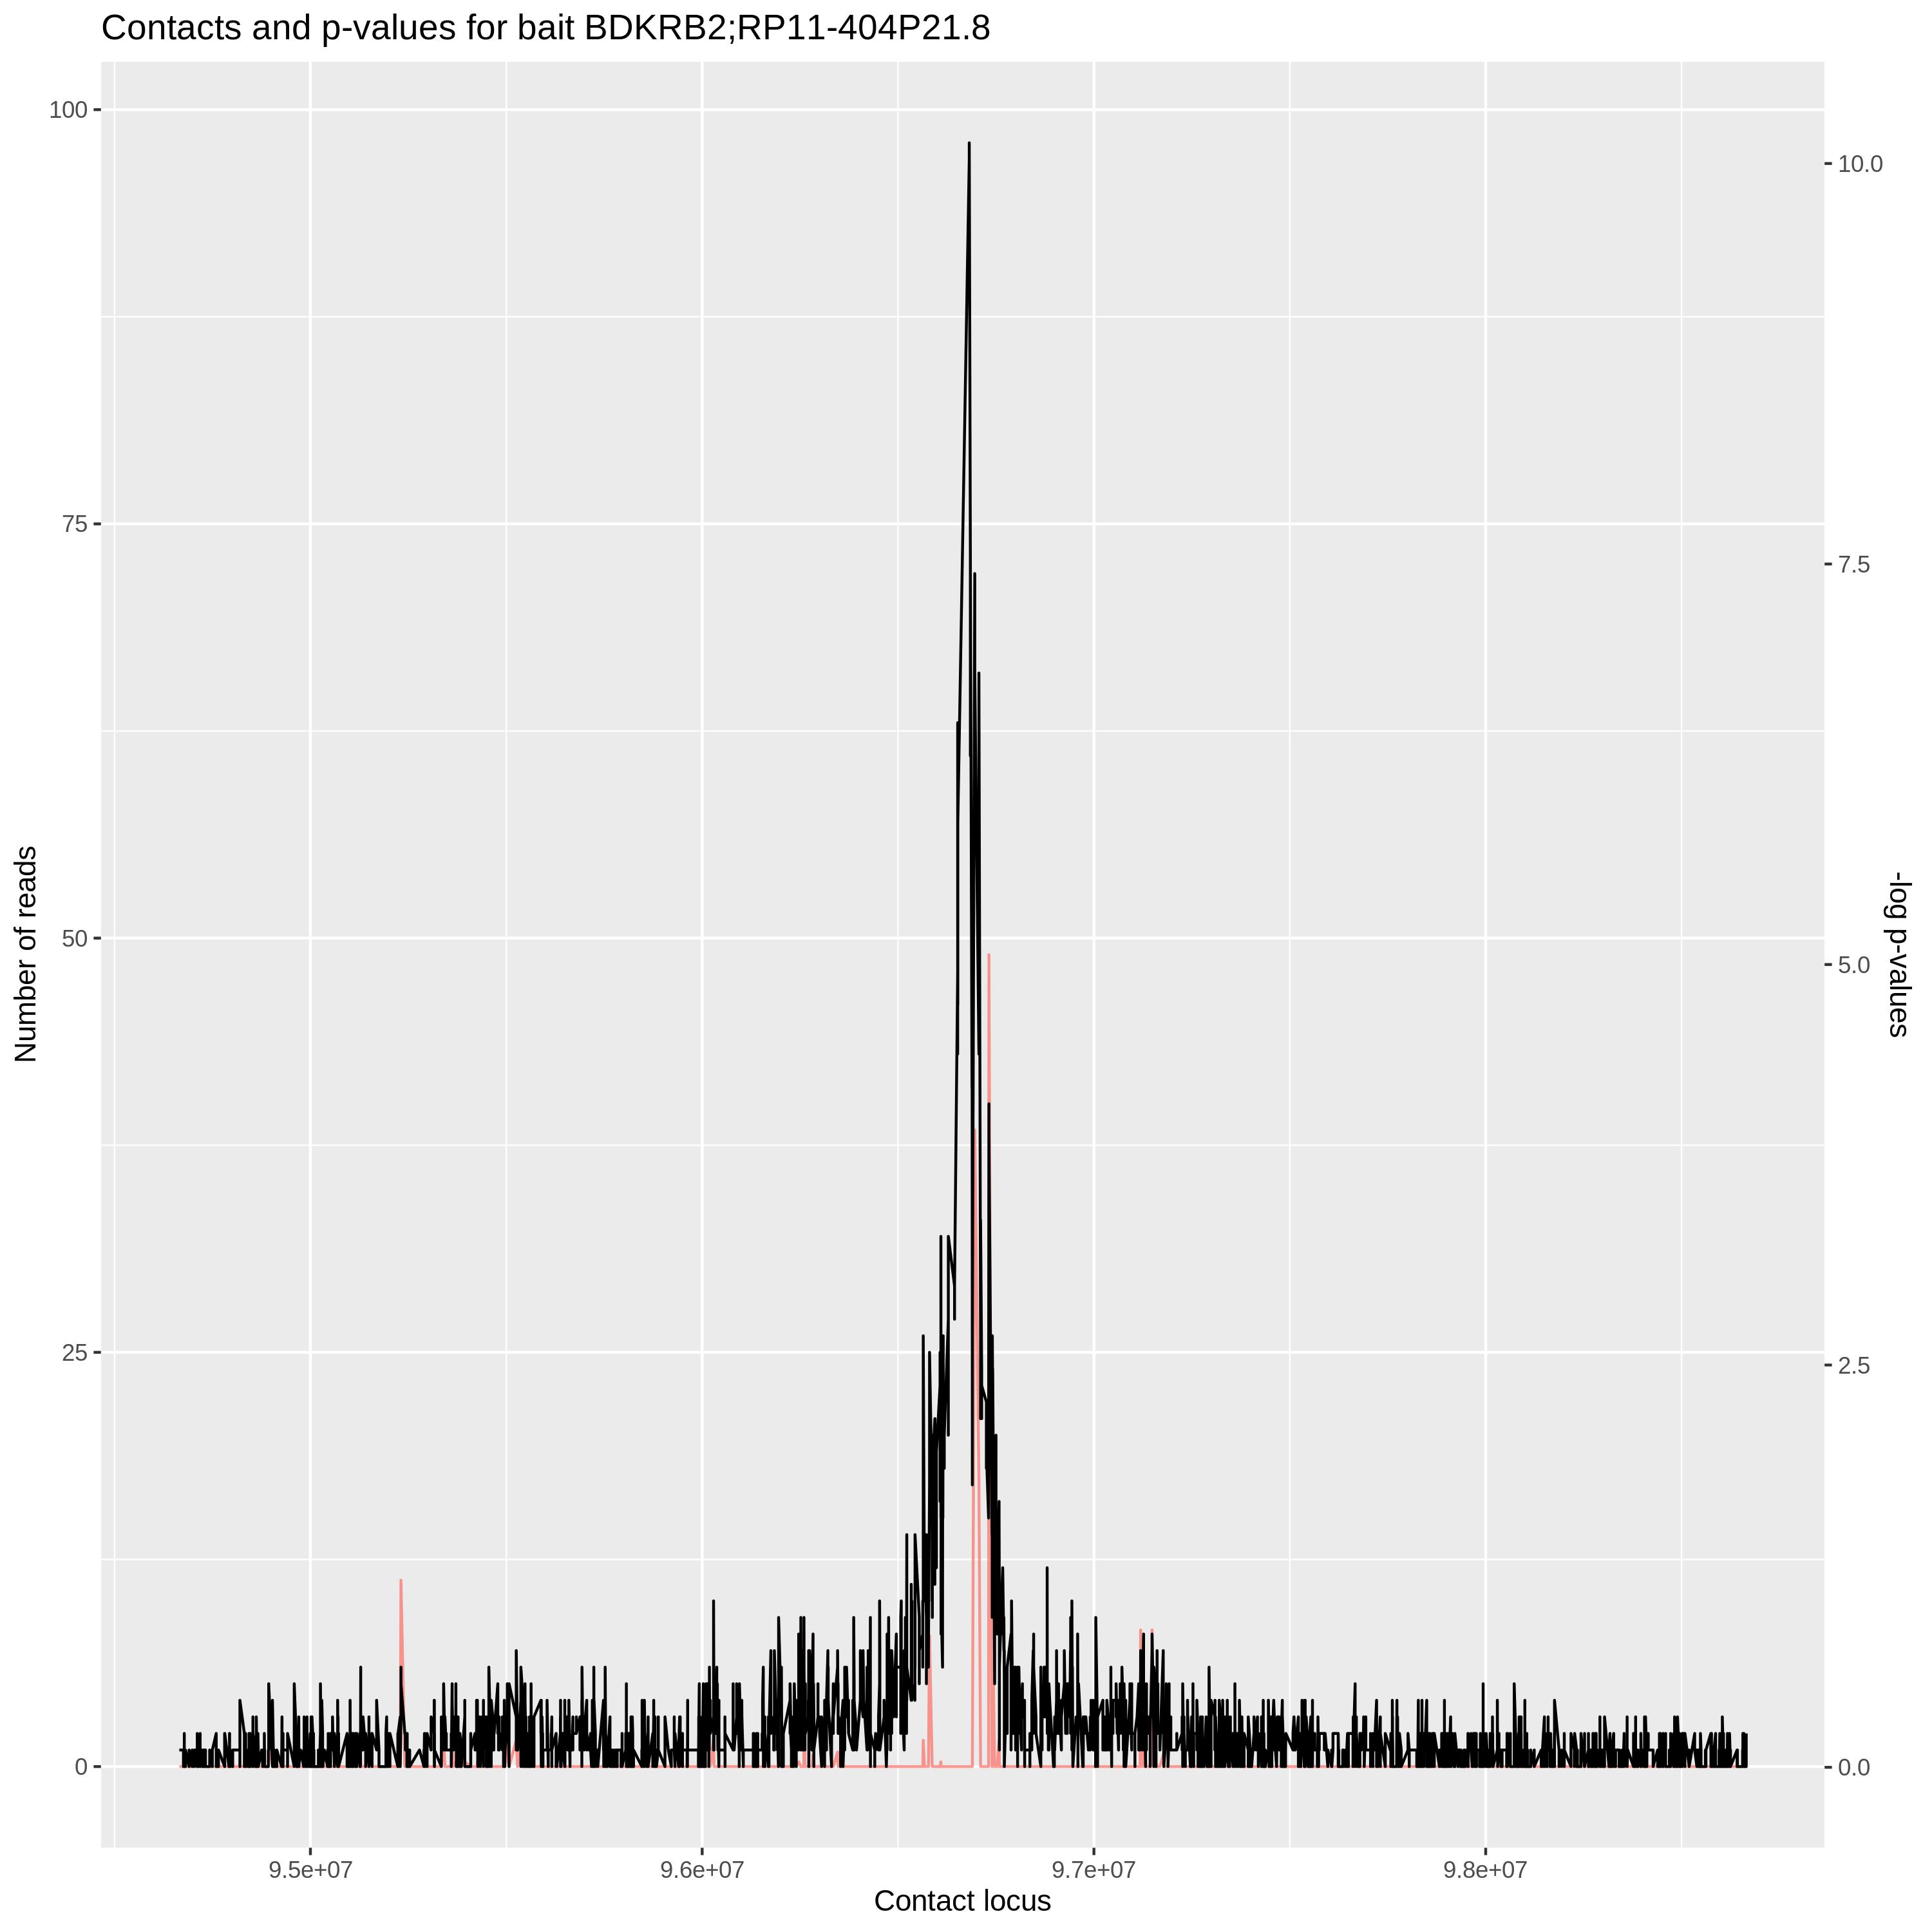 Contacts and p-values for bait BDKRB2;RP11-404P21.8
100
75
50
25
0
Number of reads
10.0
7.5
5.0
2.5
0.0
-log p-values
9.5e+07 9.6e+07 9.7e+07 9.8e+07
Contact locus